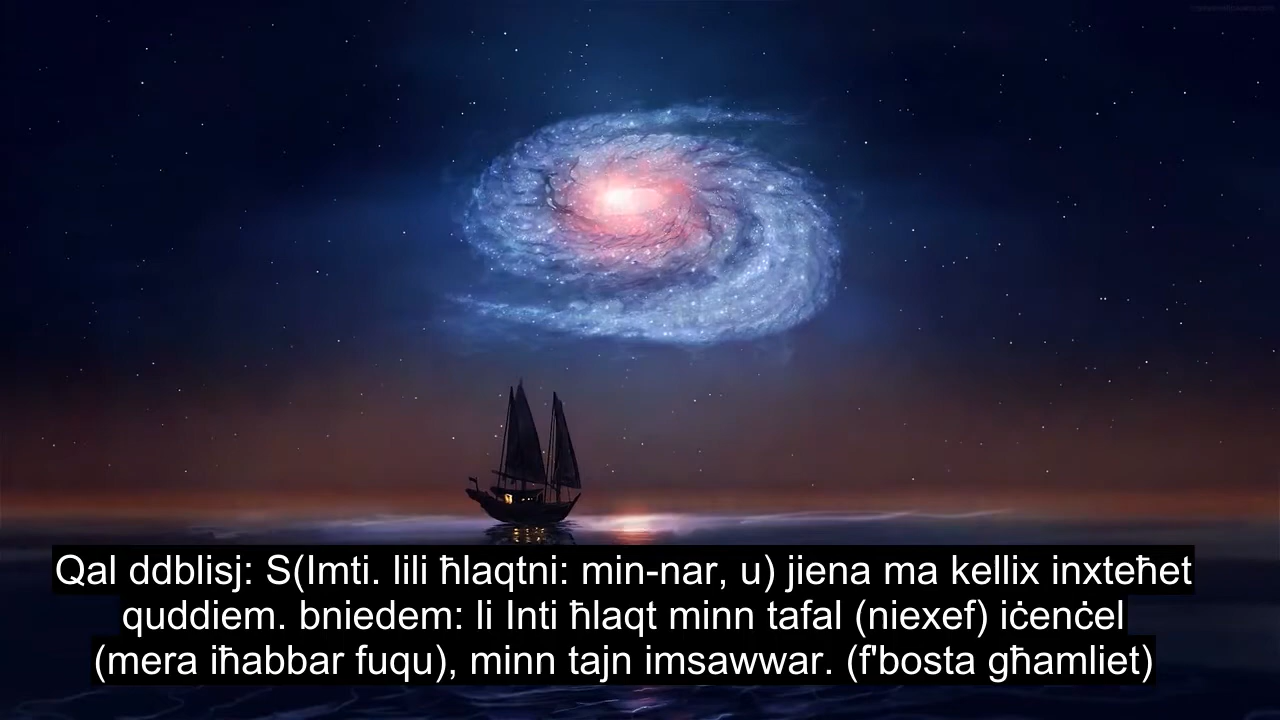 Qal ddblisj: S(Imti. lili ħlaqtni: min-nar, u) jiena ma kellix inxteħet
quddiem. bniedem: li Inti ħlaqt minn tafal (niexef) iċenċel
(mera iħabbar fuqu), minn tajn imsawwar. (f'bosta għamliet)